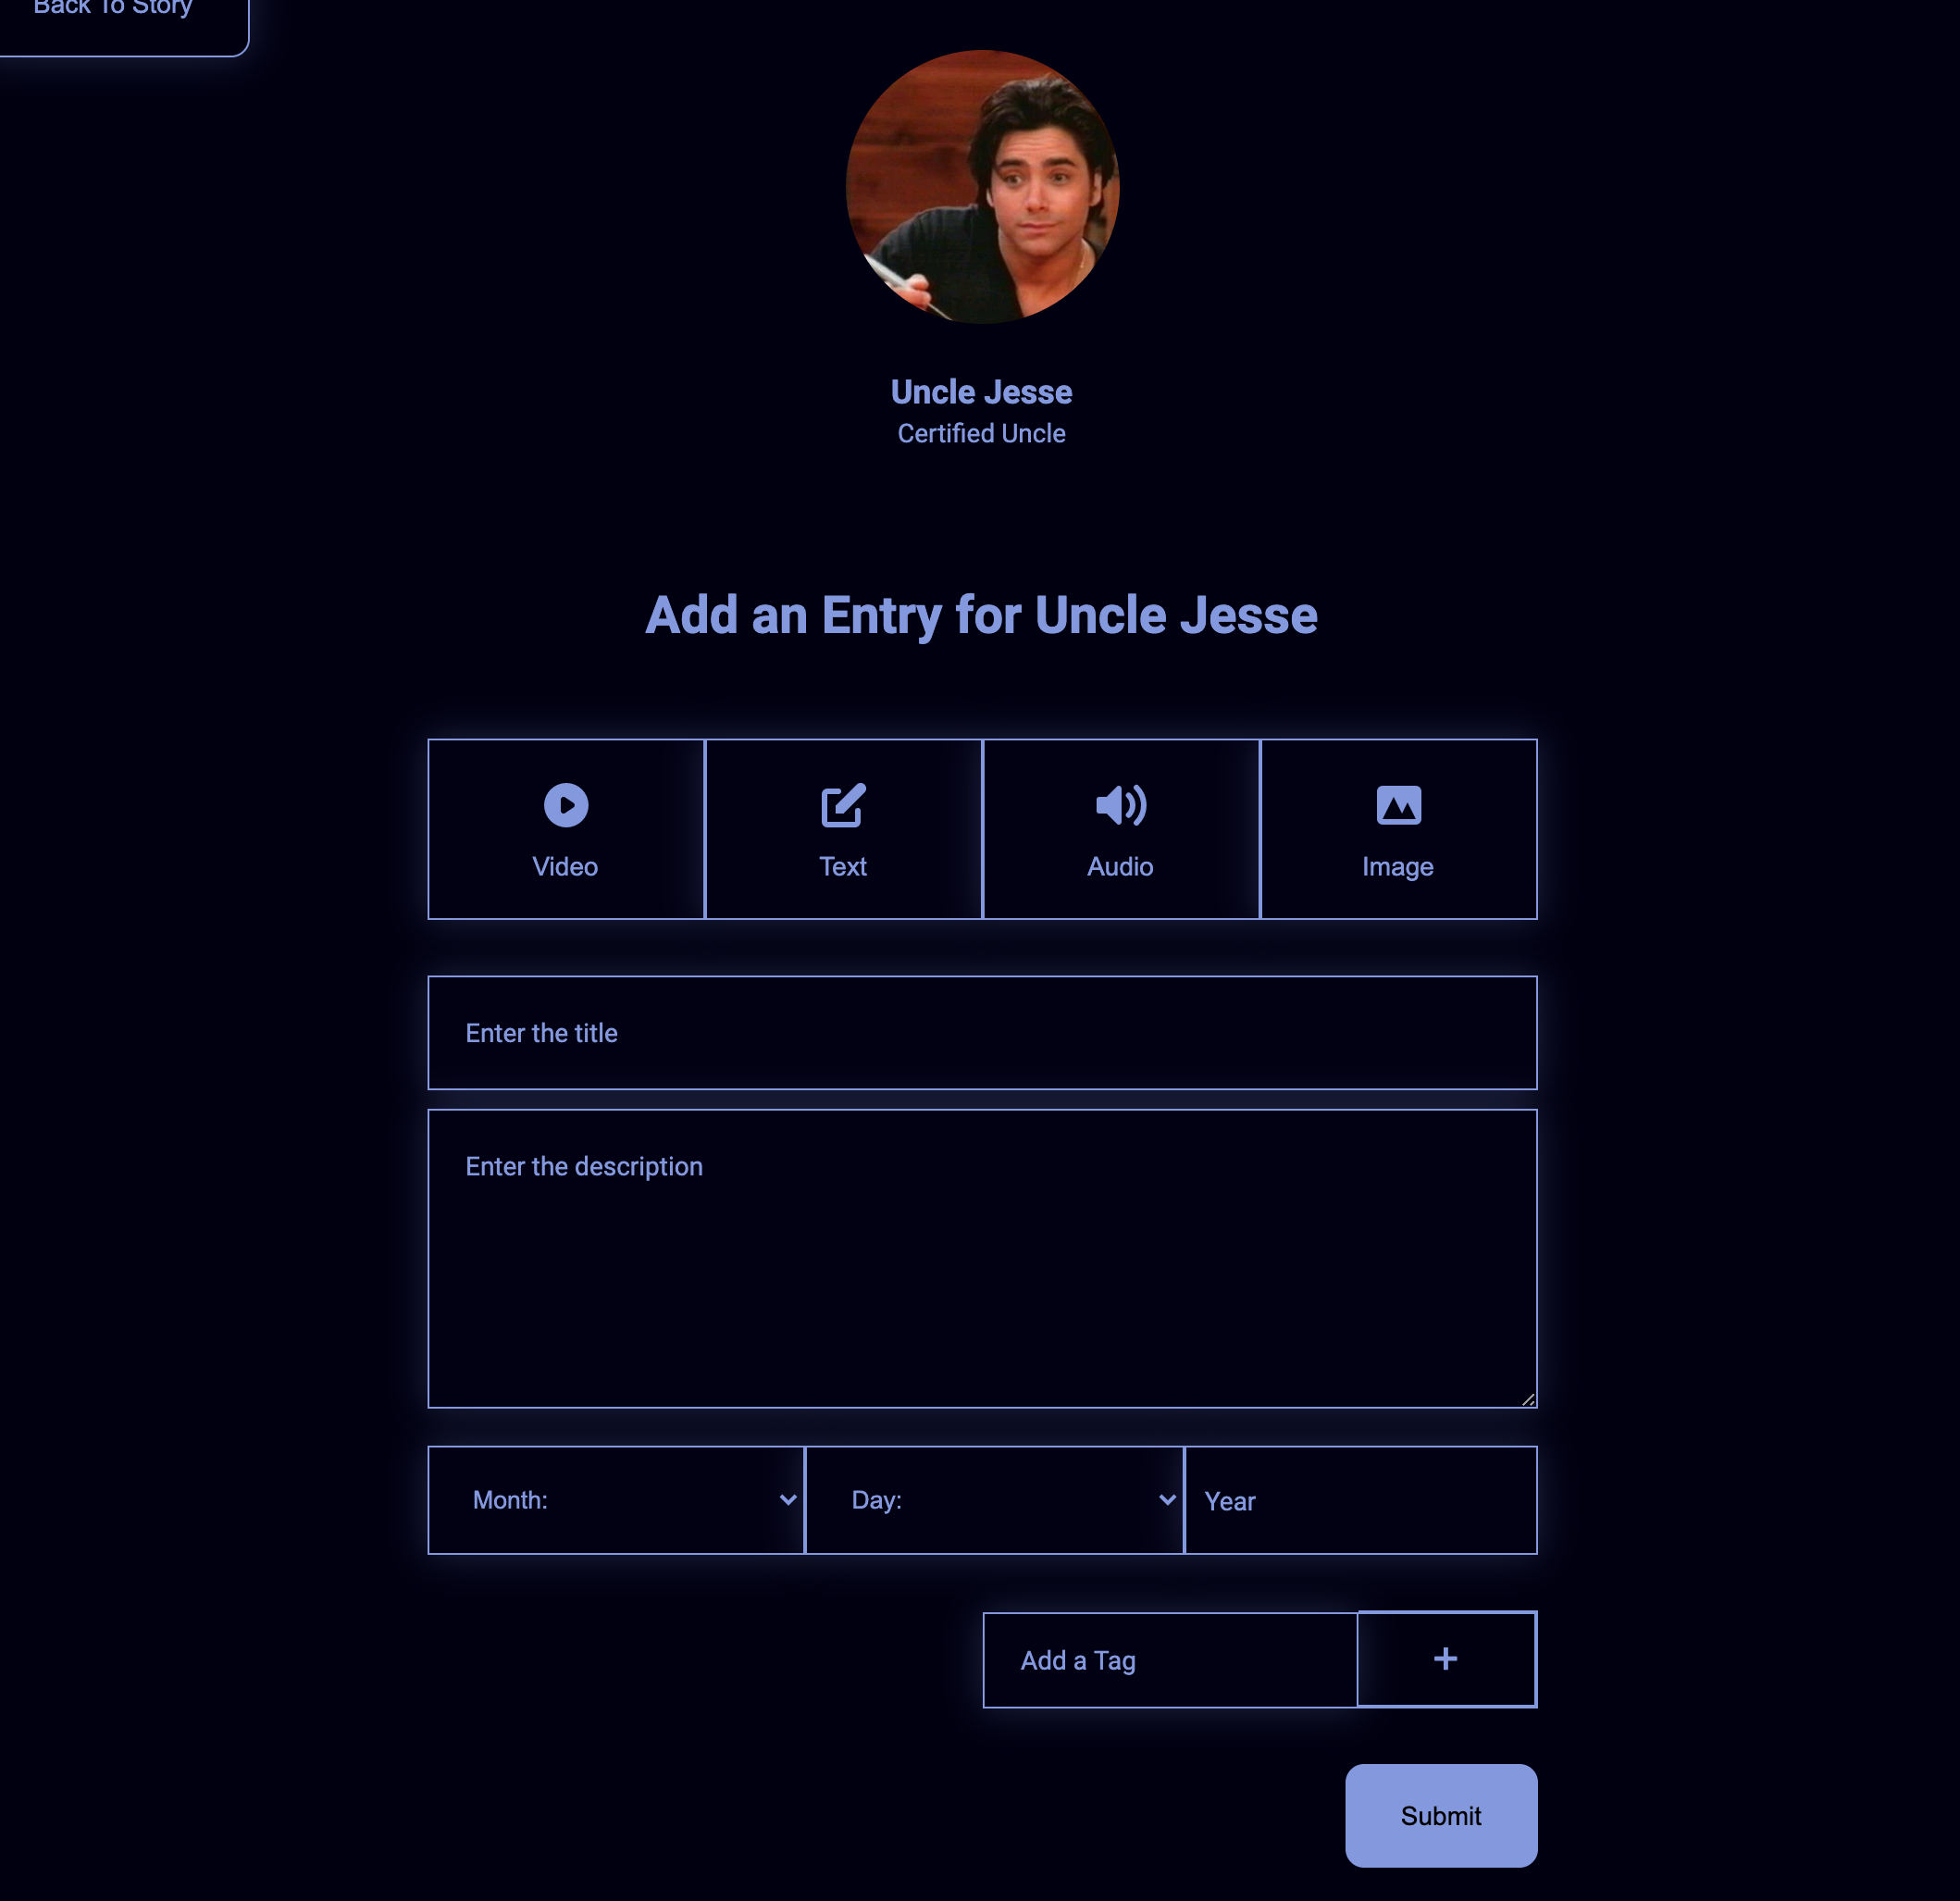 Back To Story
Uncle Jesse
Certified Uncle
Add an Entry for Uncle Jesse
Video
Text
Audio
Image
Enter the title
Enter the description
Month:
Day:
Year
Add a Tag
+
Submit